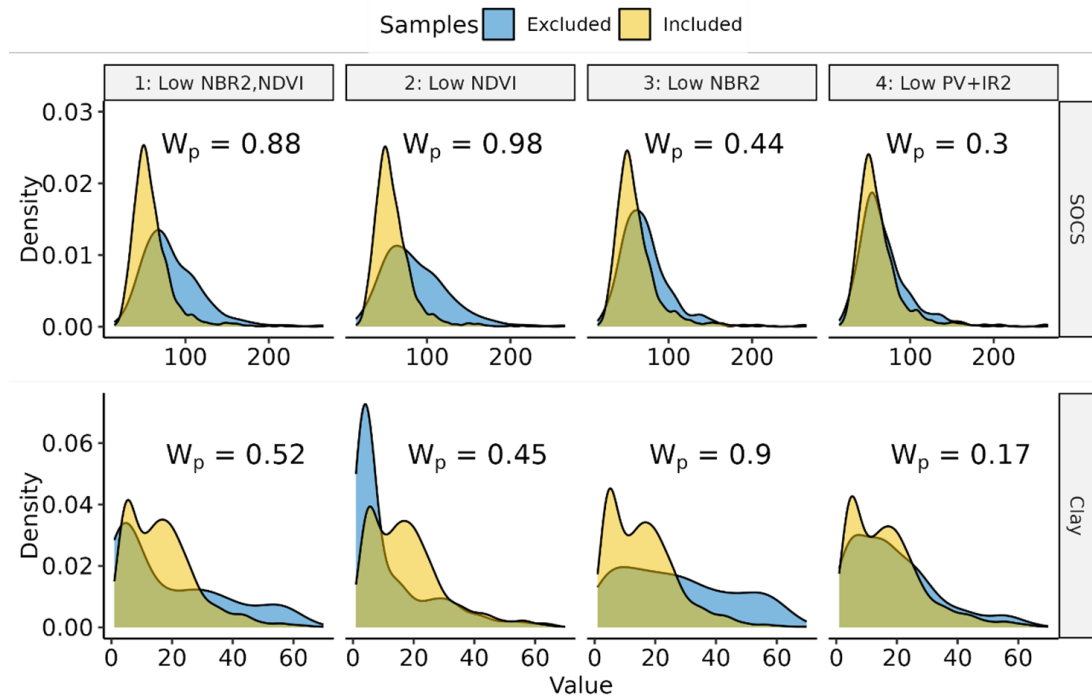 Samples Excluded Included
1: Low NBR2,NDVI 2: Low NDVI 3: Low NBR2 4: Low PV+IR2
0.03
Wp = 0.88 Wp = 0.98 Wp = 0.44 Wp = 0.3
0.02
SOCS
Density
0.01
0.00
100 200 100 200 100 200 100 200
0.06
Wp = 0.52 Wp = 0.45 Wp = 0.9 Wp = 0.17
0.04
Clay
Density
0.02
0.00
0 20 40 60 0 20 40 60 0 20 40 60 0 20 40 60
Value